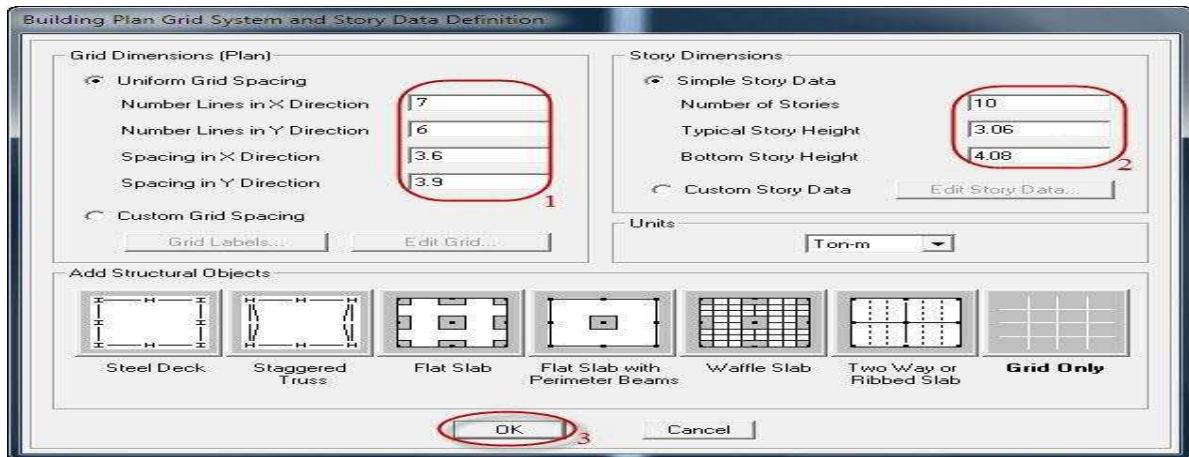 Building Plan Grid System and Story Data Definition
Grid Dimensions (Plan)
Uniform Grid Spacing
Number Lines in X Direction 7
Number Lines in Y Direction 6
Spacing in X Direction 3.6
Spacing in Y Direction 3.9
1
Custom Grid Spacing
Grid Labels... Edit Grid...
Story Dimensions
Simple Story Data
Number of Stories 10
Typical Story Height 3.06
Bottom Story Height 4.08
2
Custom Story Data Edit Story Data...
Units
Ton-m
Add Structural Objects
Steel Deck
Staggered
Truss
Flat Slab
Flat Slab with
Perimeter Beams
Waffle Slab
Two Way or
Ribbed Slab
Grid Only
OK 3 Cancel